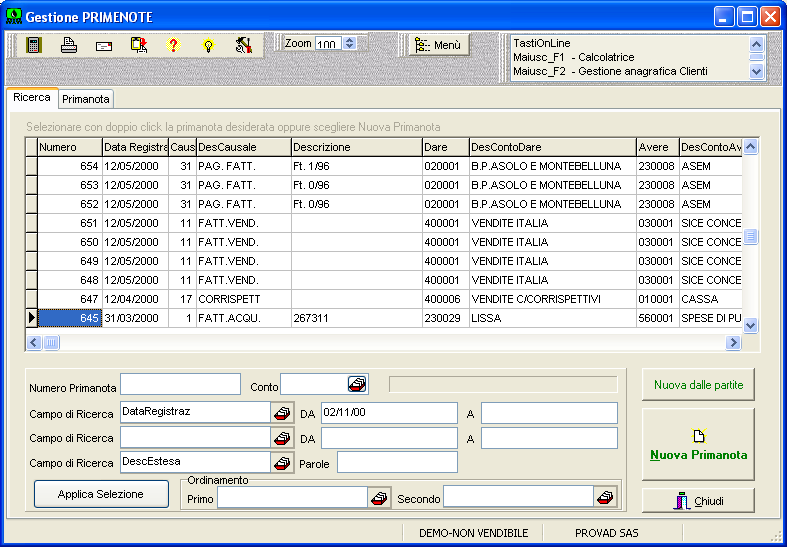 Gestione PRIMENOTE
Zoom 100 Menù
TastiOnLine
Maiusc_F1 - Calcolatrice
Maiusc_F2 - Gestione anagrafica Clienti
Ricerca Primanota
Selezionare con doppio click la primanota desiderata oppure scegliere Nuova Primanota
Numero Data Registra Caus DesCausale Descrizione Dare DesContoDare Avere DesContoAv
654 12/05/2000 31 PAG. FATT. Ft. 1/96 020001 B.P.ASOLO E MONTEBELLUNA 230008 ASEM
653 12/05/2000 31 PAG. FATT. Ft. 0/96 020001 B.P.ASOLO E MONTEBELLUNA 230008 ASEM
652 12/05/2000 31 PAG. FATT. Ft. 0/96 020001 B.P.ASOLO E MONTEBELLUNA 230008 ASEM
651 12/05/2000 11 FATT.VEND. 400001 VENDITE ITALIA 030001 SICE CONCE
650 12/05/2000 11 FATT.VEND. 400001 VENDITE ITALIA 030001 SICE CONCE
649 12/05/2000 11 FATT.VEND. 400001 VENDITE ITALIA 030001 SICE CONCE
648 12/05/2000 11 FATT.VEND. 400001 VENDITE ITALIA 030001 SICE CONCE
647 12/04/2000 17 CORRISPETT 400006 VENDITE C/CORRISPETTIVI 010001 CASSA
645 31/03/2000 1 FATT.ACQU. 267311 230029 LISSA 560001 SPESE DI PU
Numero Primanota Conto Nuova dalle partite
Campo di Ricerca DataRegistraz DA 02/11/00 A
Campo di Ricerca DA A
Nuova Primanota
Campo di Ricerca DescEstesa Parole
Ordinamento
Applica Selezione Primo Secondo Chiudi
DEMO-NON VENDIBILE PROVAD SAS